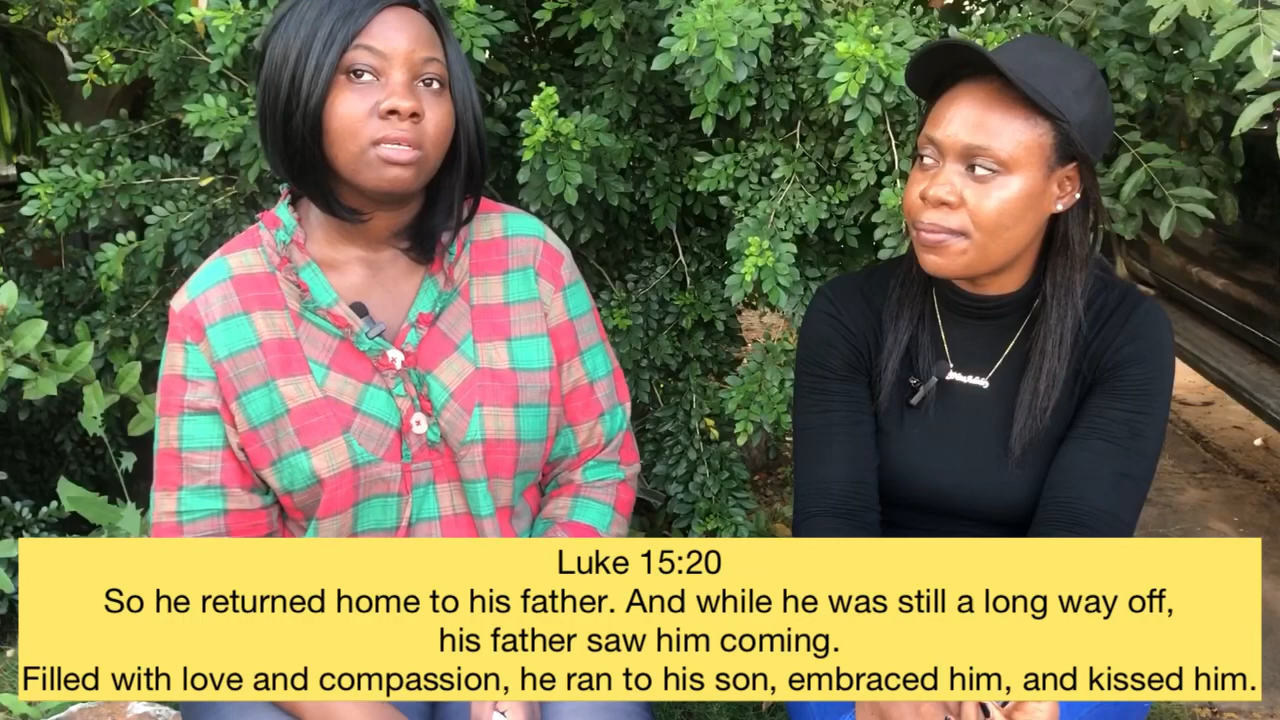 Luke 15:20
So he returned home to his father. And while he was still a long way off,
his father saw him coming.
Filled with love and compassion, he ran to his son, embraced him, and kissed him.